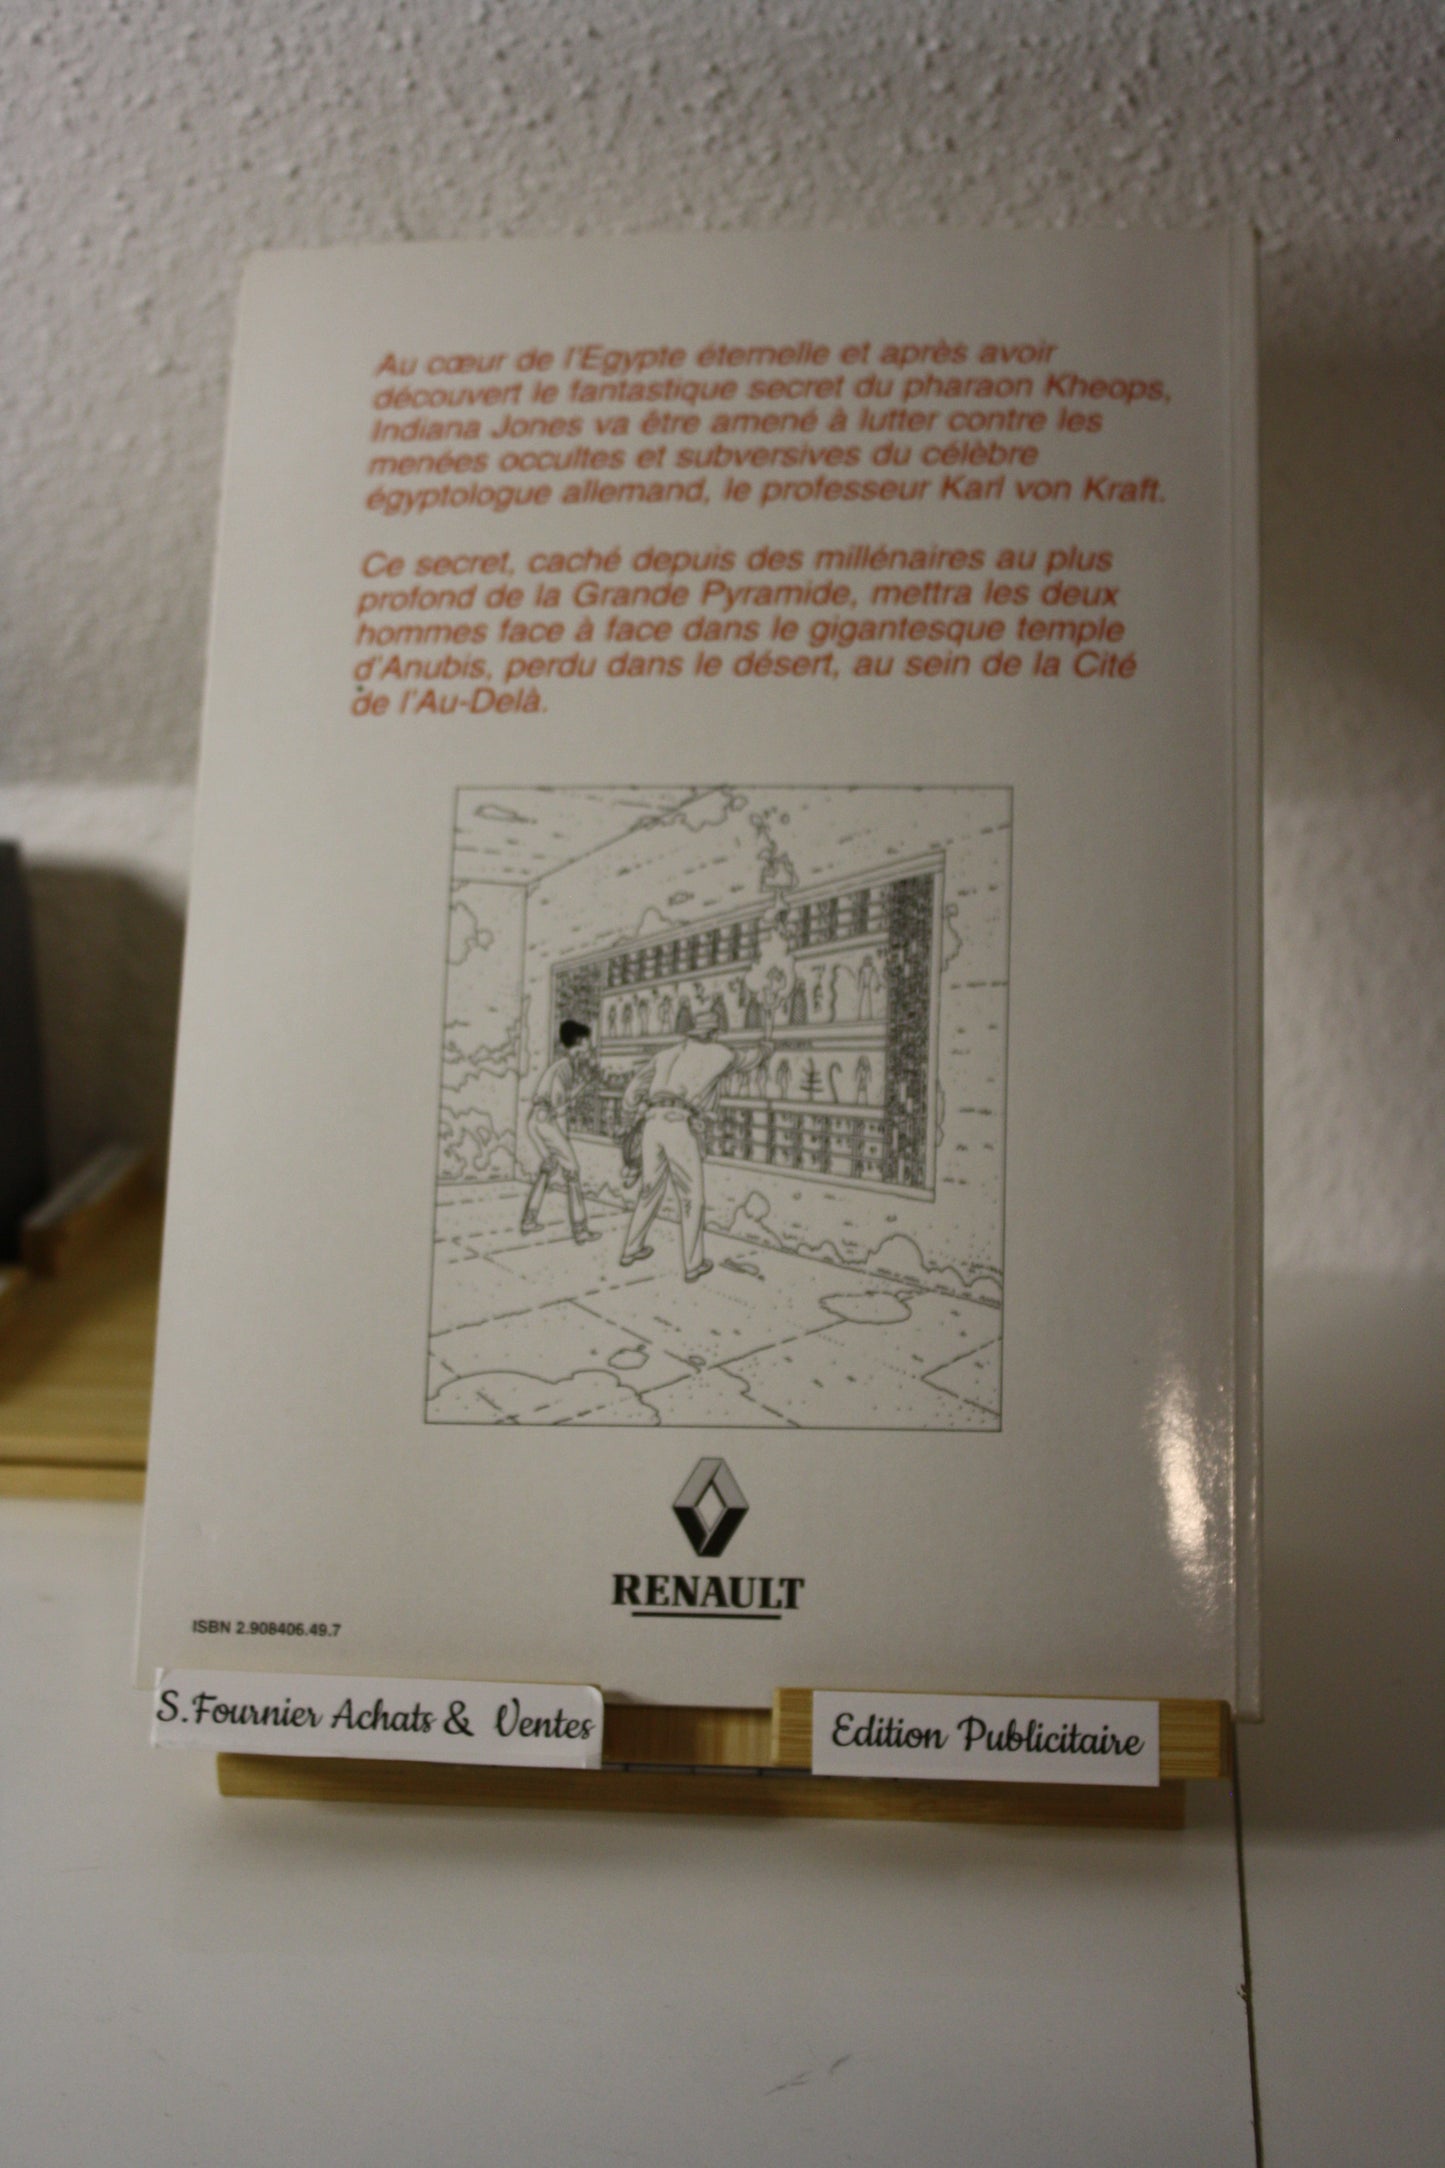 Au cœur de l'Egypte éternelle et après avoir
découvert le fantastique secret du pharaon Kheops,
Indiana Jones va être amené à lutter contre les
menées occultes et subversives du célèbre
égyptologue allemand, le professeur Karl von Kraft.
Ce secret, caché depuis des millénaires au plus
profond de la Grande Pyramide, mettra les deux
hommes face à face dans le gigantesque temple
d'Anubis, perdu dans le désert, au sein de la Cité
de l'Au-Delà.
RENAULT
ISBN 2.908406.49.7
S.Fournier Achats & Ventes
Edition Publicitaire